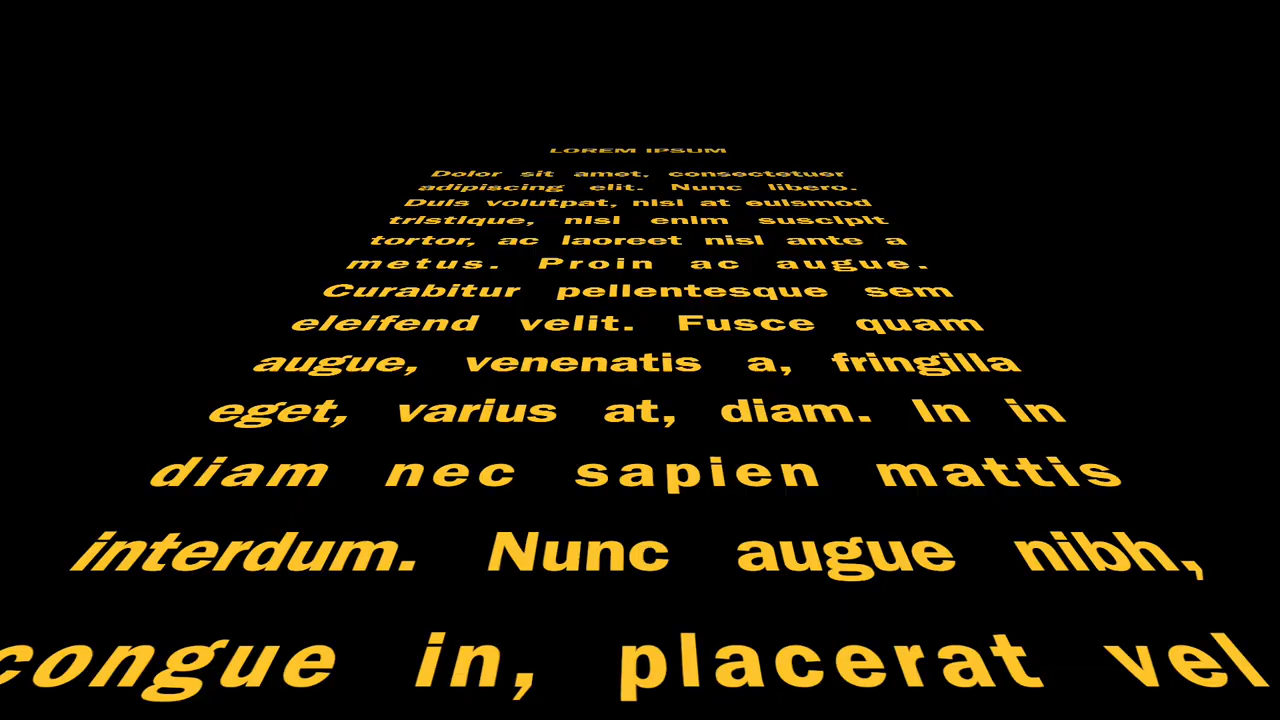 LOREM IPSUM
Dolor sit amet, consectetuer
adipiscing elit. Nunc libero.
Duis volutpat, nisl at euismod
tristique, nisl enim suscipit
tortor, ac laoreet nisl ante a
metus. Proin ac augue.
Curabitur pellentesque sem
eleifend velit. Fusce quam
augue, venenatis a, fringilla
eget, varius at, diam. In in
diam nec sapien mattis
interdum. Nunc augue nibh,
congue in, placerat vel